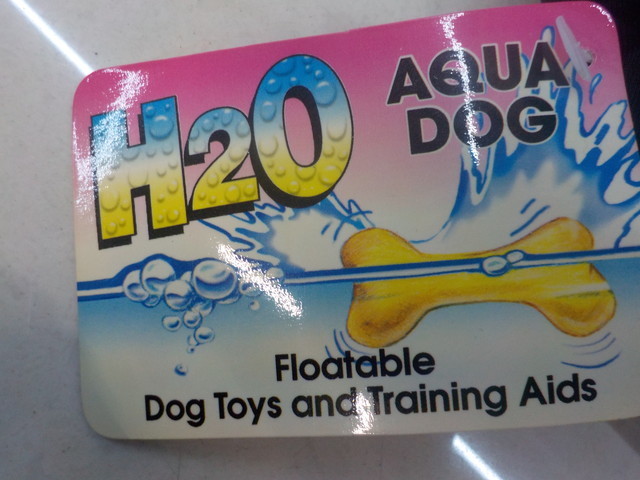 H2O
AQUA
DOG
Floatable
Dog Toys and Training Aids